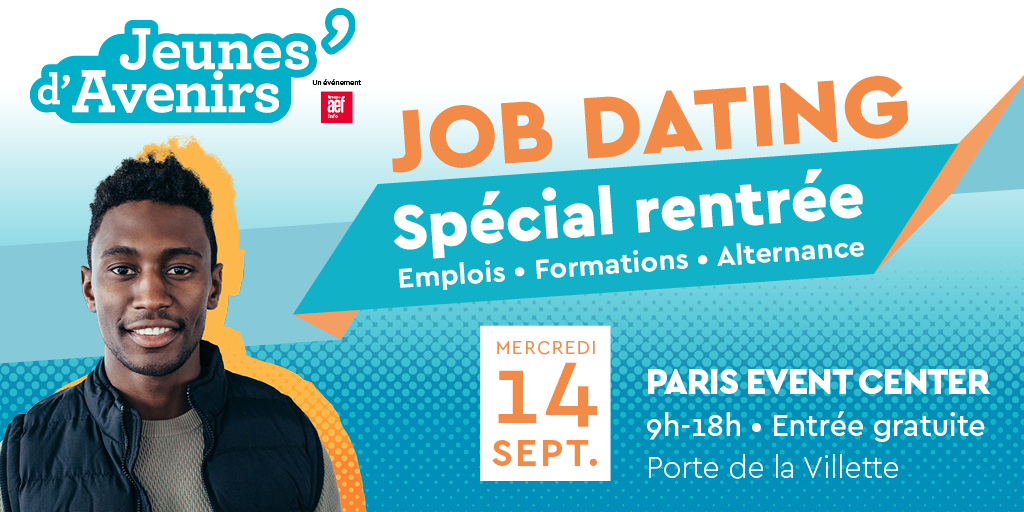 Jeunes
d'Avenirs
Un événement
aef
info
JOB DATING
Spécial rentrée
Emplois • Formations • Alternance
MERCREDI
14
SEPT.
PARIS EVENT CENTER
9h-18h • Entrée gratuite
Porte de la Villette